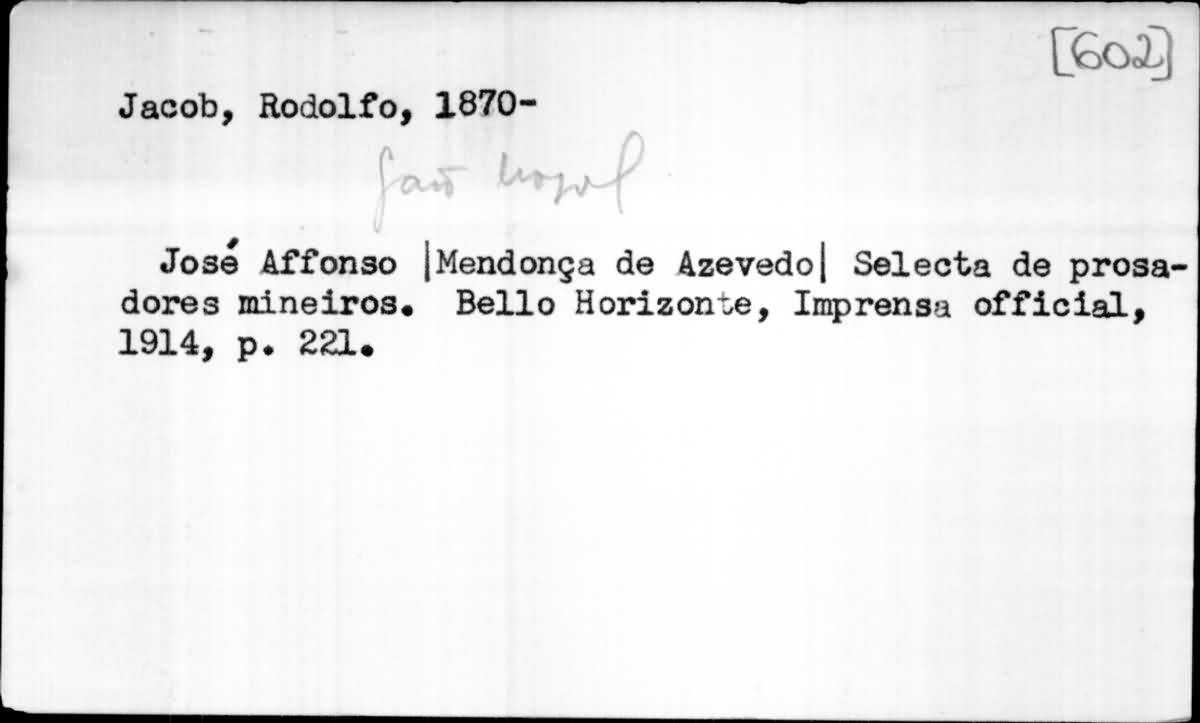 [602]
Jacob, Rodolfo, 1870-
José Affonso |Mendonça de Azevedo| Selecta de prosa-
dores mineiros. Bello Horizonte, Imprensa official,
1914, p. 221.